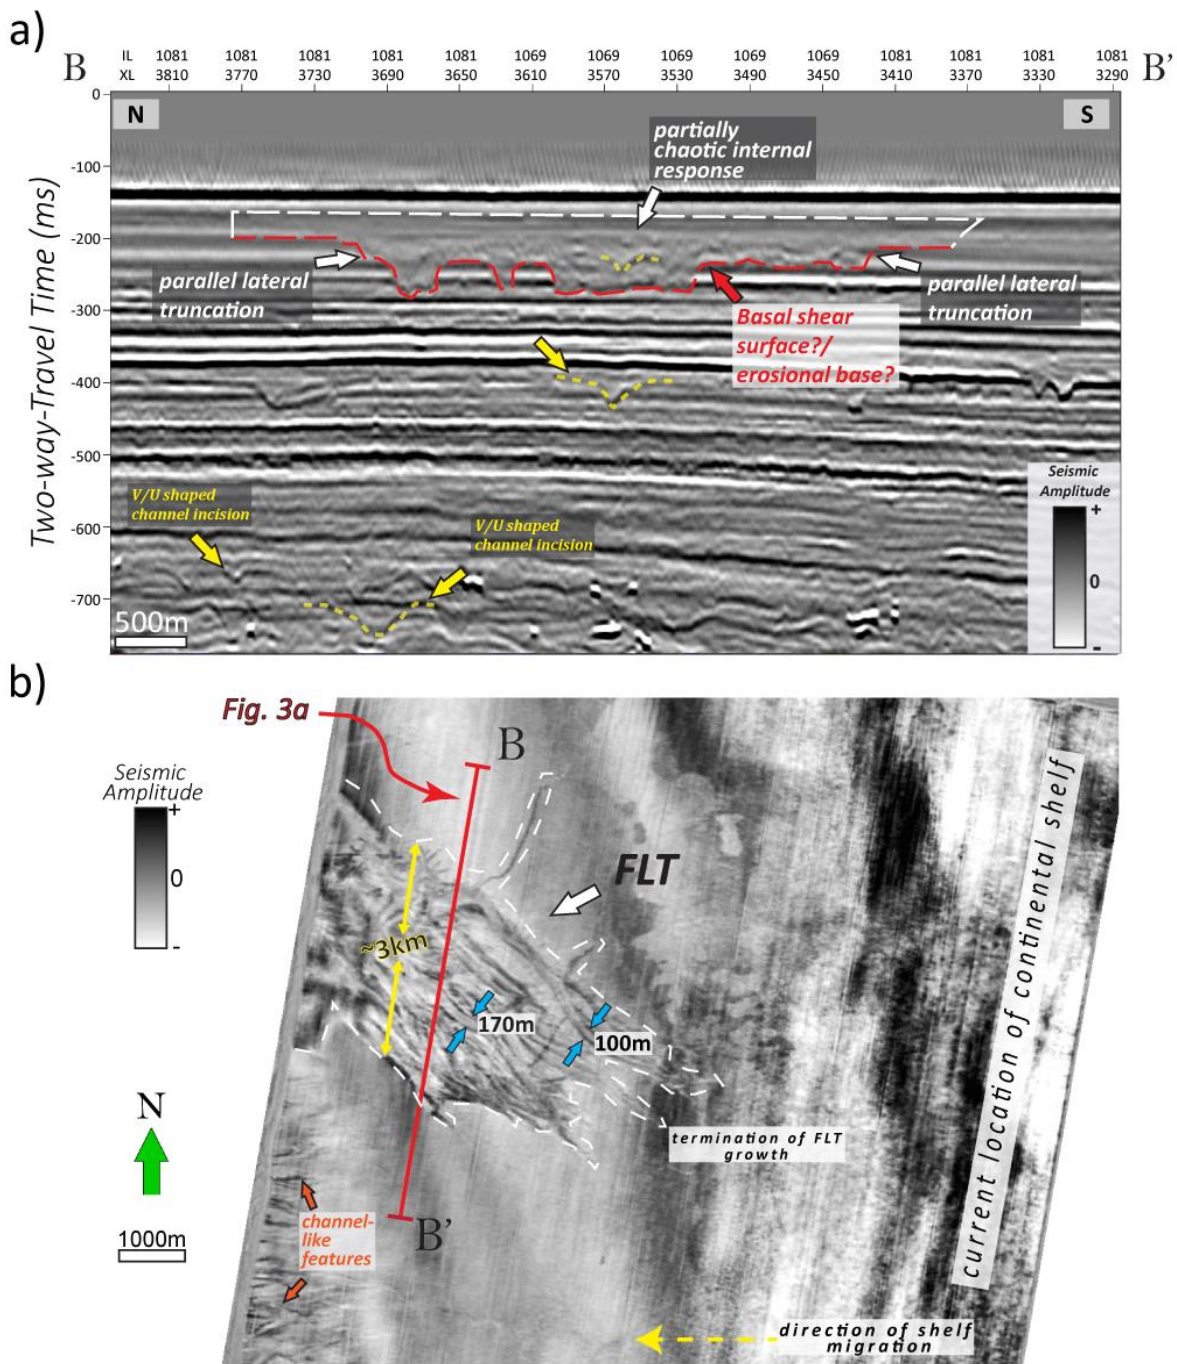 a)
IL 1081 1081 1081 1081 1081 1069 1069 1069 1069 1069 1081 1081 1081 1081
B XL 3810 3770 3730 3690 3650 3610 3570 3530 3490 3450 3410 3370 3330 3290 B'
0
N
S
partially
chaotic internal
response
-100
-200
parallel lateral
truncation
parallel lateral
truncation
-300
Basal shear
surface?/
erosional base?
-400
-500
Seismic
Amplitude
+
0
-
V/U shaped
channel incision
V/U shaped
channel incision
-600
-700
500m
Two-way-Travel Time (ms)
b)
Fig. 3a
B
Seismic
Amplitude
+
0
-
FLT
~3km
170m
100m
termination of FLT
growth
current location of continental shelf
N
1000m
channel-
like
features
B'
direction of shelf
migration